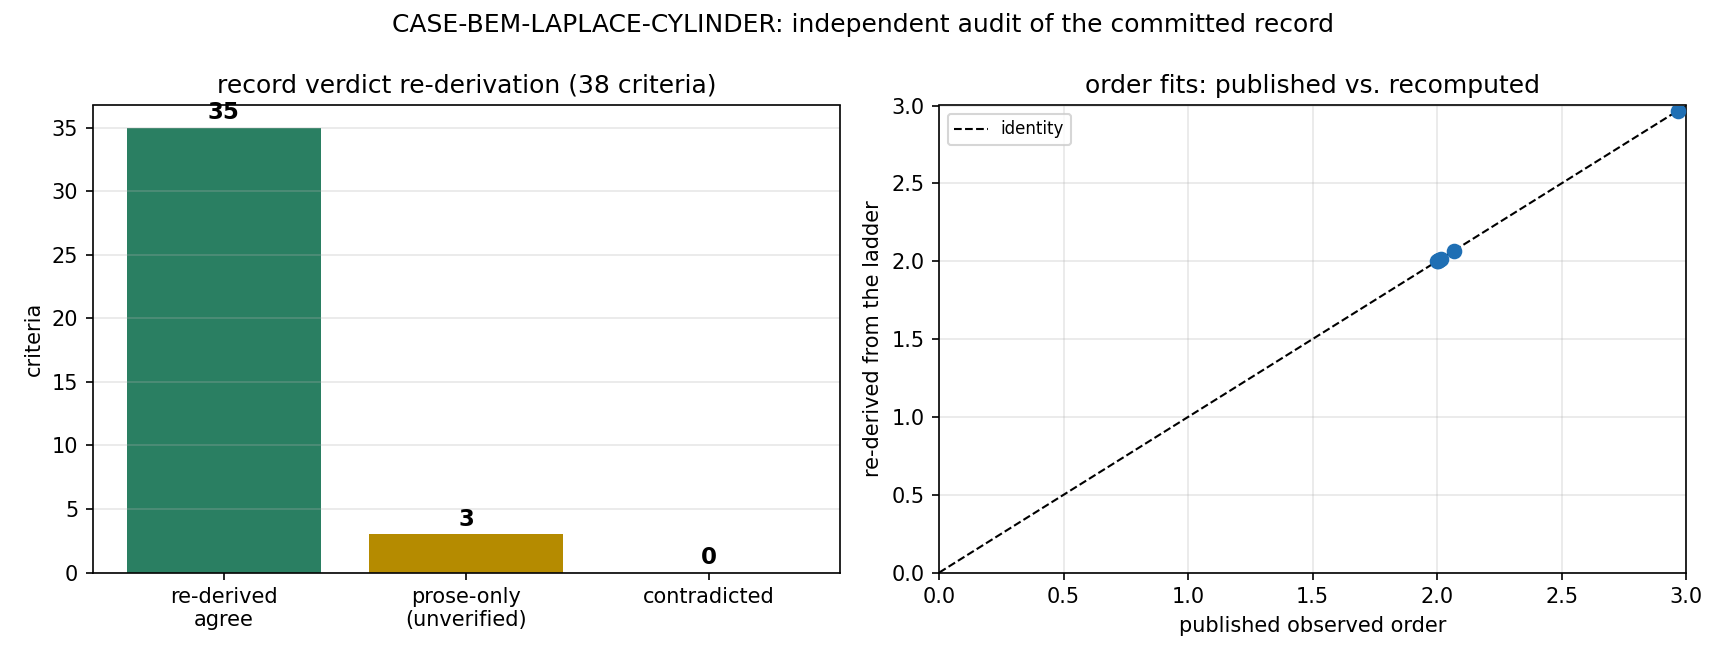 CASE-BEM-LAPLACE-CYLINDER: independent audit of the committed record
record verdict re-derivation (38 criteria)
35
3
0
criteria
35
30
25
20
15
10
5
0
re-derived
agree
prose-only
(unverified)
contradicted
order fits: published vs. recomputed
identity
re-derived from the ladder
3.0
2.5
2.0
1.5
1.0
0.5
0.0
0.0 0.5 1.0 1.5 2.0 2.5 3.0
published observed order